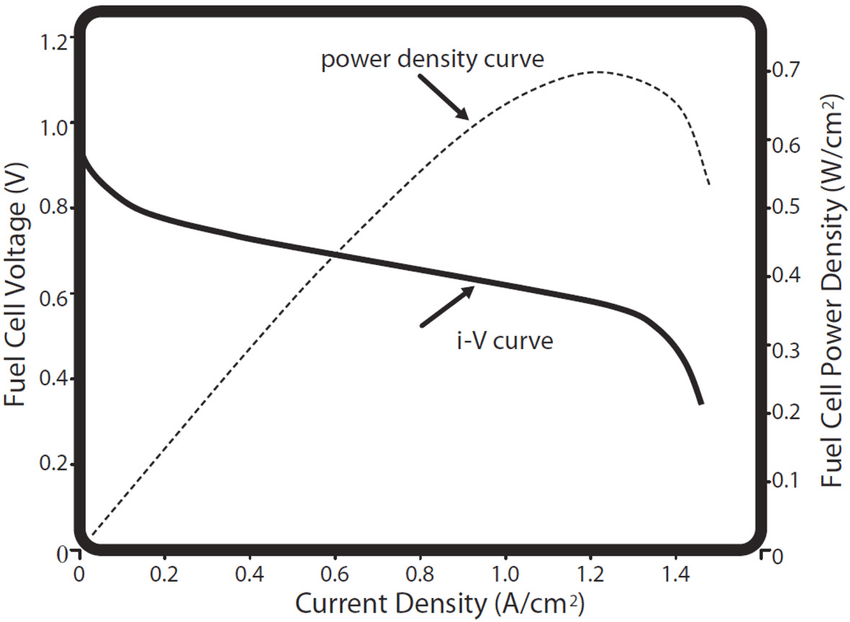 1.2
1.0
0.8
0.6
0.4
0.2
0
Fuel Cell Voltage (V)
power density curve
i-V curve
0.7
0.6
0.5
0.4
0.3
0.2
0.1
0
Fuel Cell Power Density (W/cm²)
0 0.2 0.4 0.6 0.8 1.0 1.2 1.4
Current Density (A/cm²)